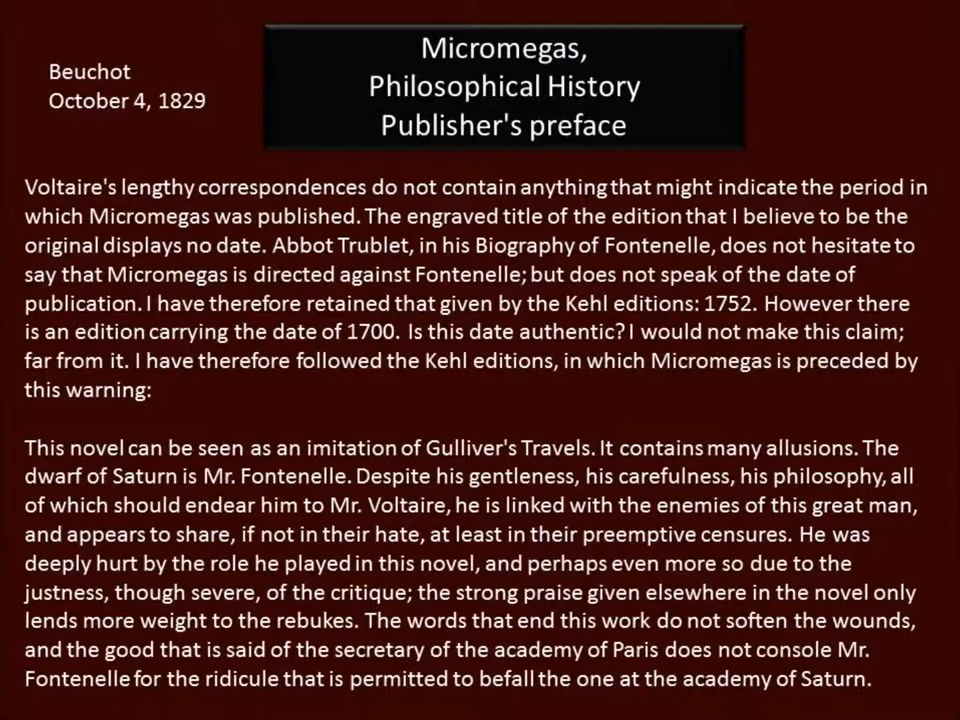 Beuchot
October 4, 1829
Micromegas,
Philosophical History
Publisher's preface
Voltaire's lengthy correspondences do not contain anything that might indicate the period in
which Micromegas was published. The engraved title of the edition that I believe to be the
original displays no date. Abbot Trublet, in his Biography of Fontenelle, does not hesitate to
say that Micromegas is directed against Fontenelle; but does not speak of the date of
publication. I have therefore retained that given by the Kehl editions: 1752. However there
is an edition carrying the date of 1700. Is this date authentic? I would not make this claim;
far from it. I have therefore followed the Kehl editions, in which Micromegas is preceded by
this warning:
This novel can be seen as an imitation of Gulliver's Travels. It contains many allusions. The
dwarf of Saturn is Mr. Fontenelle. Despite his gentleness, his carefulness, his philosophy, all
of which should endear him to Mr. Voltaire, he is linked with the enemies of this great man,
and appears to share, if not in their hate, at least in their preemptive censures. He was
deeply hurt by the role he played in this novel, and perhaps even more so due to the
justness, though severe, of the critique; the strong praise given elsewhere in the novel only
lends more weight to the rebukes. The words that end this work do not soften the wounds,
and the good that is said of the secretary of the academy of Paris does not console Mr.
Fontenelle for the ridicule that is permitted to befall the one at the academy of Saturn.